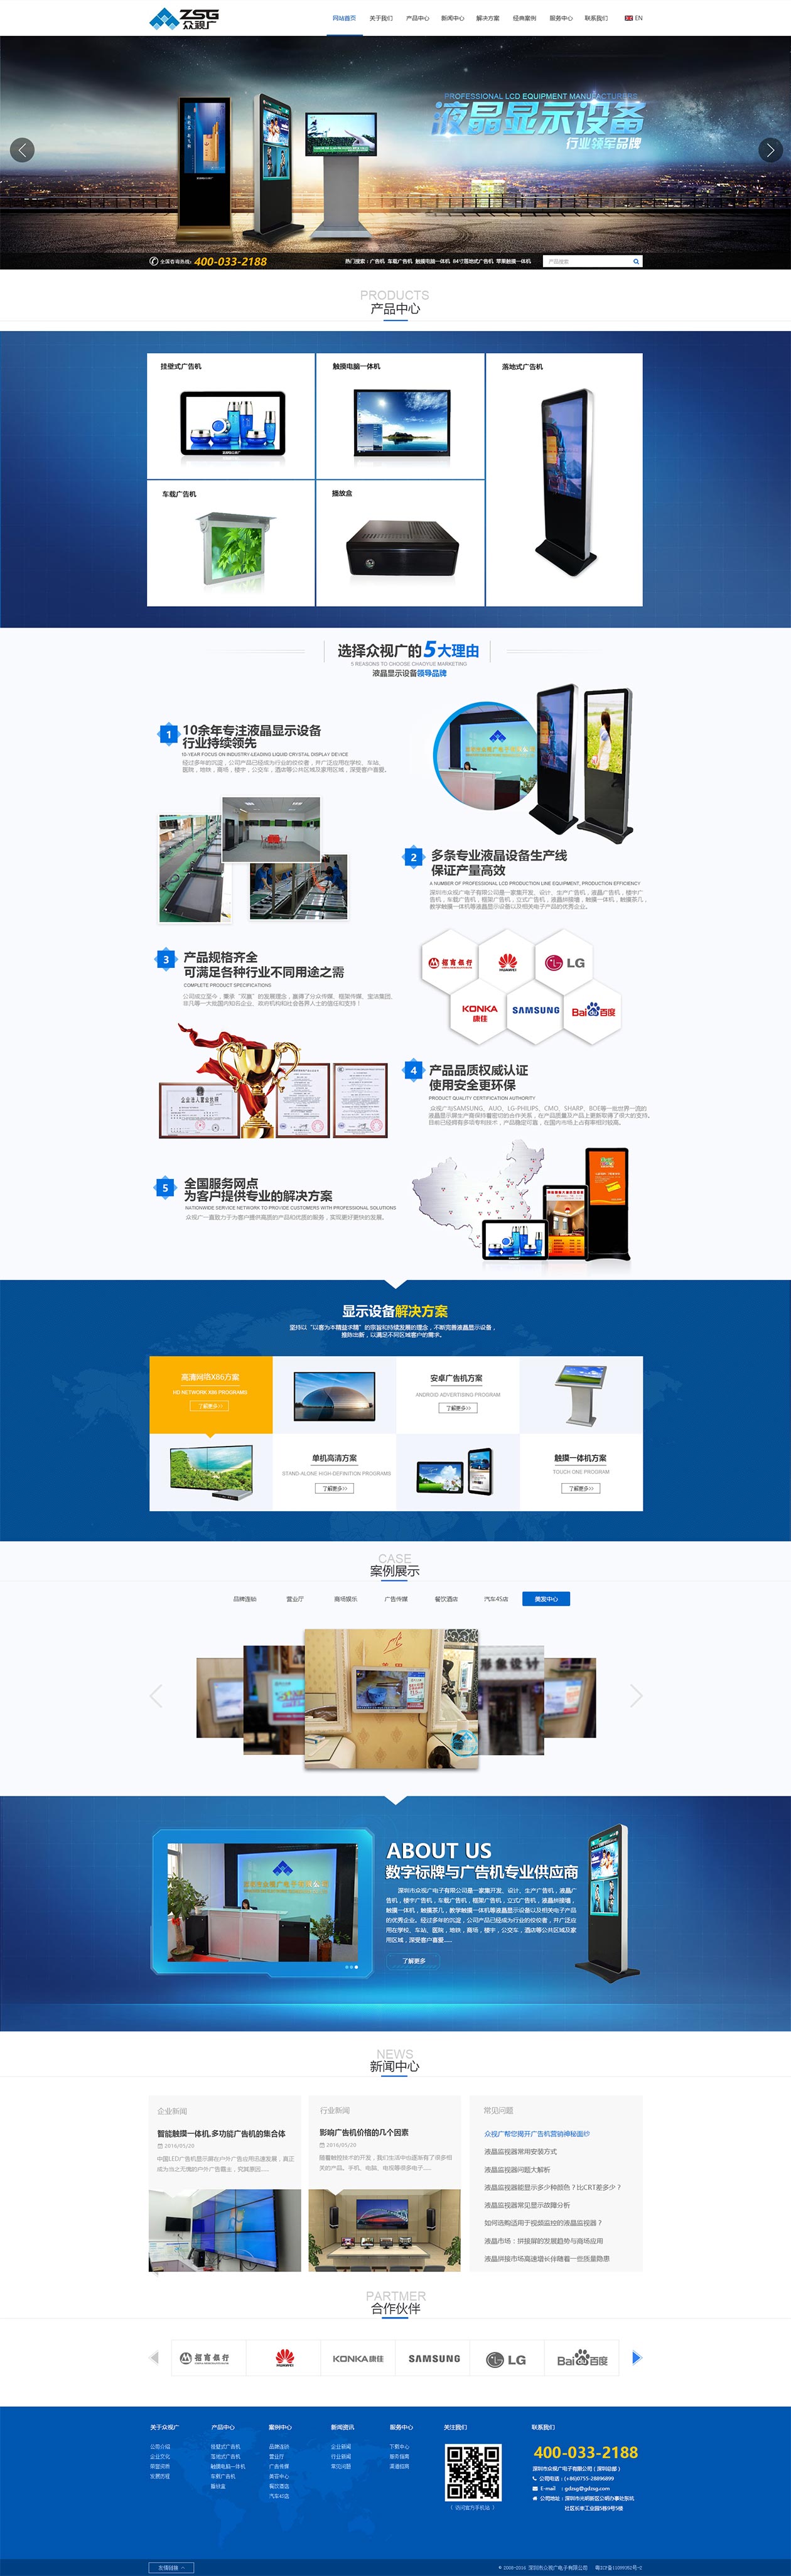 ZSG
众视广
网站首页 关于我们 产品中心 新闻中心 解决方案 经典案例 服务中心 联系我们 EN
PROFESSIONAL LCD EQUIPMENT MANUFACTURERS
液晶显示设备
行业领军品牌
全国咨询热线: 400-033-2188
热门搜索：广告机 车载广告机 触摸电脑一体机 84寸落地式广告机 苹果触摸一体机
产品搜索
PRODUCTS
产品中心
挂壁式广告机
触摸电脑一体机
落地式广告机
车载广告机
播放盒
选择众视广的5大理由
5 REASONS TO CHOOSE CHAOYUE MARKETING
液晶显示设备领导品牌
1
10余年专注液晶显示设备
行业持续领先
10-YEAR FOCUS ON INDUSTRY-LEADING LIQUID CRYSTAL DISPLAY DEVICE
经过多年的沉淀，公司产品已经成为行业的佼佼者，并广泛应用在学校、车站、
医院，地铁，商场，楼宇，公交车，酒店等公共区域及家用区域，深受客户喜爱。
2
多条专业液晶设备生产线
保证产量高效
A NUMBER OF PROFESSIONAL LCD PRODUCTION LINE EQUIPMENT, PRODUCTION EFFICIENCY
深圳市众视广电子有限公司是一家集开发、设计、生产广告机，液晶广告机，楼宇广
告机，车载广告机，框架广告机，立式广告机，液晶拼接墙，触摸一体机，触摸茶几，
教学触摸一体机等液晶显示设备以及相关电子产品的优秀企业。
3
产品规格齐全
可满足各种行业不同用途之需
COMPLETE PRODUCT SPECIFICATIONS
公司成立至今，秉承“双赢”的发展理念，赢得了分众传媒、框架传媒、宝洁集团、
非凡等一大批国内知名企业、政府机构和社会各界人士的信任和支持！
招商银行
HUAWEI
LG
KONKA
康佳
SAMSUNG
Bai百度
4
产品品质权威认证
使用安全更环保
PRODUCT QUALITY CERTIFICATION AUTHORITY
众视广与SAMSUNG、AUO、LG-PHILIPS、CMO、SHARP、BOE等一批世界一流的
液晶显示屏生产商保持着密切的合作关系，在产品质量及产品上更新取得了很大的支持。
目前已经拥有多项专利技术，产品稳定可靠，在国内市场上占有率相对较高。
5
全国服务网点
为客户提供专业的解决方案
NATIONWIDE SERVICE NETWORK TO PROVIDE CUSTOMERS WITH PROFESSIONAL SOLUTIONS
众视广一直致力于为客户提供高质的产品和优质的服务，实现更好更快的发展。
显示设备解决方案
坚持以“以客为本精益求精”的宗旨和持续发展的理念，不断完善液晶显示设备，
推陈出新，以满足不同区域客户的需求。
高清网络X86方案
HD NETWORK X86 PROGRAMS
了解更多>>
安卓广告机方案
ANDROID ADVERTISING PROGRAM
了解更多>>
单机高清方案
STAND-ALONE HIGH-DEFINITION PROGRAMS
了解更多>>
触摸一体机方案
TOUCH ONE PROGRAM
了解更多>>
CASE
案例展示
品牌连锁 营业厅 商场娱乐 广告传媒 餐饮酒店 汽车4S店 美发中心
ABOUT US
数字标牌与广告机专业供应商
深圳市众视广电子有限公司是一家集开发、设计、生产广告机，液晶广
告机，楼宇广告机，车载广告机，框架广告机，立式广告机，液晶拼接墙，
触摸一体机，触摸茶几，教学触摸一体机等液晶显示设备以及相关电子产品
的优秀企业。经过多年的沉淀，公司产品已经成为行业的佼佼者，并广泛应
用在学校、车站、医院，地铁，商场，楼宇，公交车，酒店等公共区域及家
用区域，深受客户喜爱......
了解更多
NEWS
新闻中心
企业新闻
智能触摸一体机,多功能广告机的集合体
2016/05/20
中国LED广告机显示屏在户外广告应用迅速发展，真正
成为当之无愧的户外广告霸主，究其原因......
行业新闻
影响广告机价格的几个因素
2016/05/20
随着触控技术的开发，我们生活中也逐渐有了很多相
关的产品。手机、电脑、电视等很多电子......
常见问题
众视广帮您揭开广告机营销神秘面纱
液晶监视器常用安装方式
液晶监视器问题大解析
液晶监视器能显示多少种颜色？比CRT差多少？
液晶监视器常见显示故障分析
如何选购适用于视频监控的液晶监视器？
液晶市场：拼接屏的发展趋势与商场应用
液晶拼接市场高速增长伴随着一些质量隐患
PARTMER
合作伙伴
招商银行
HUAWEI
KONKA康佳
SAMSUNG
LG
Bai百度
关于众视广 产品中心 案例中心 新闻资讯 服务中心 关注我们 联系我们
公司介绍 挂壁式广告机 品牌连锁 企业新闻 下载中心
企业文化 落地式广告机 营业厅 行业新闻 服务指南
荣誉资质 触摸电脑一体机 广告传媒 常见问题 渠道招商
发展历程 车载广告机 美容中心
播放盒 餐饮酒店
汽车4S店
（ 访问官方手机站 ）
400-033-2188
深圳市众视广电子有限公司（深圳总部）
公司电话：(+86)0755-28896899
E-mail ：gdzsg@gdzsg.com
公司地址：深圳市光明新区公明办事处东坑
社区长丰工业园5栋9号5楼
友情链接
© 2006-2016 深圳市众视广电子有限公司 粤ICP备11099352号-2